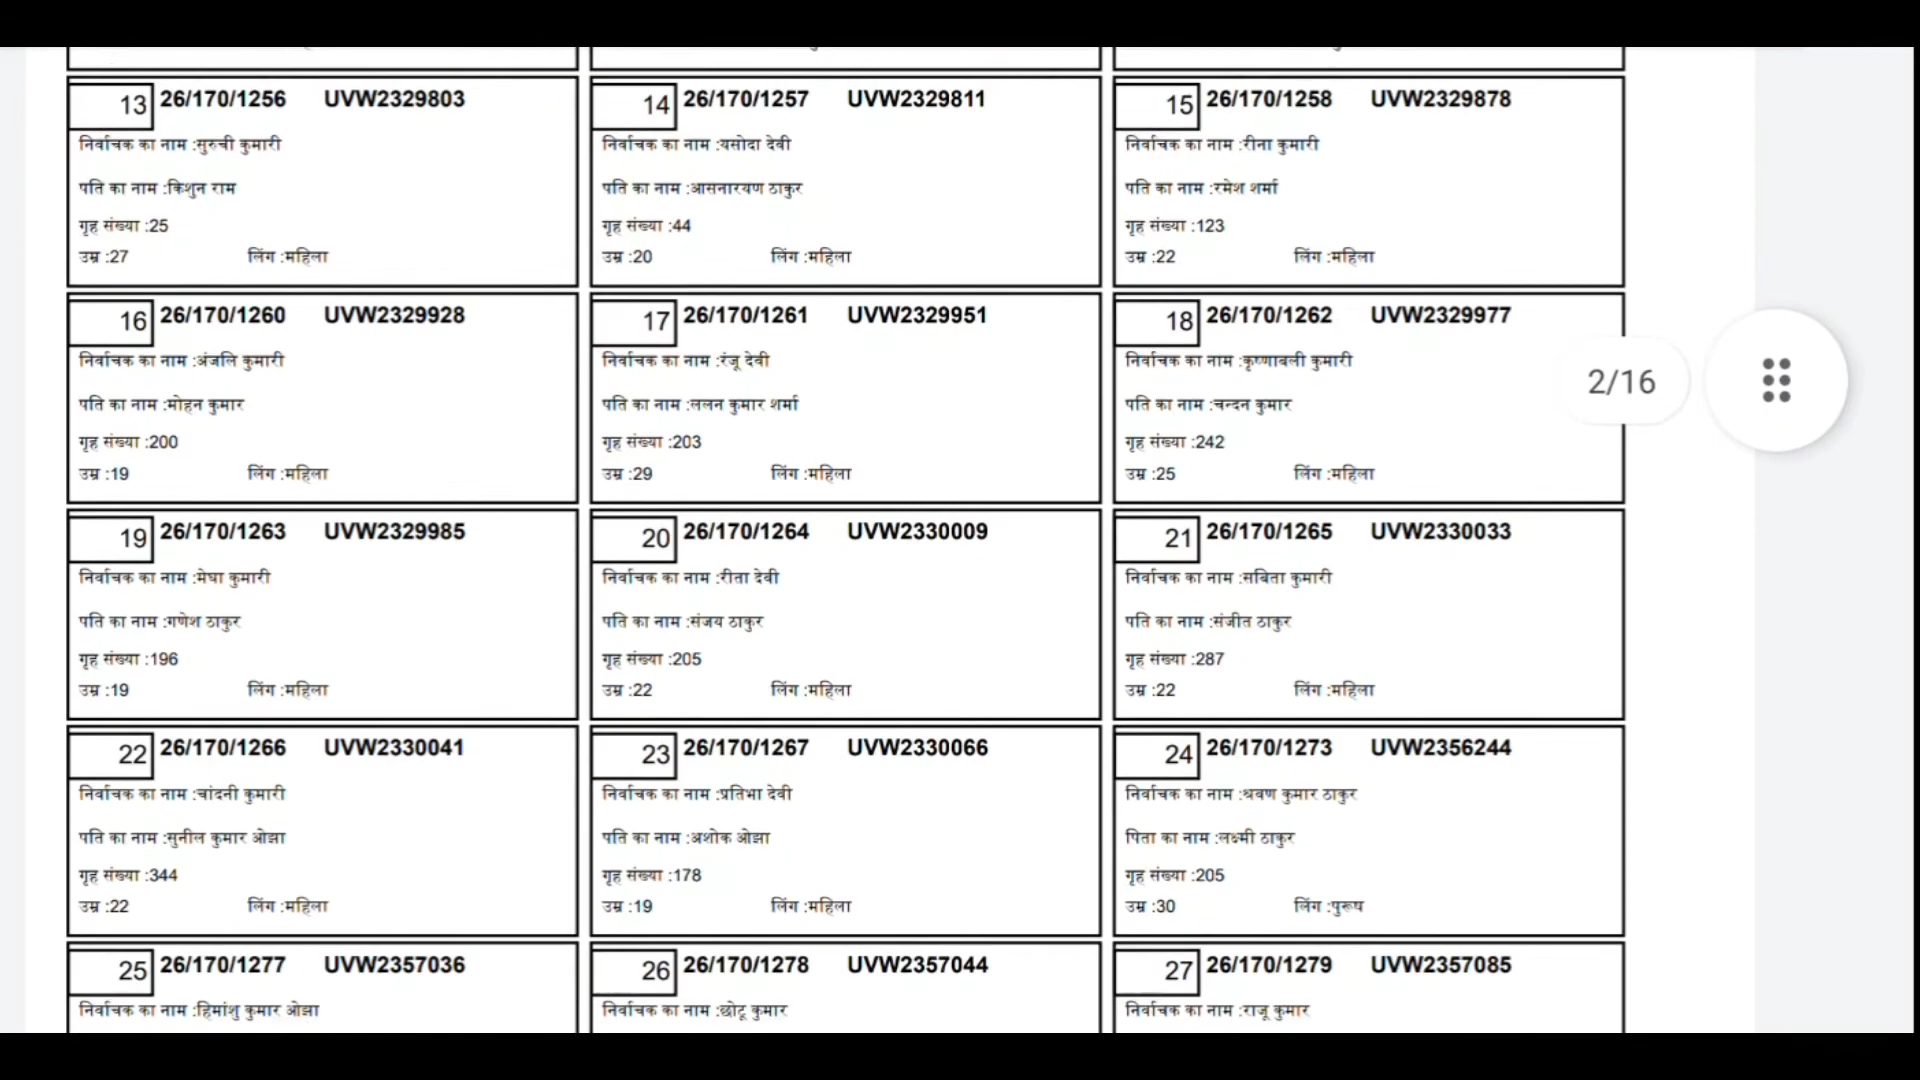 13 26/170/1256 UVW2329803
निर्वाचक का नाम :सुरुची कुमारी
पति का नाम :किशुन राम
गृह संख्या :25
उम्र :27 लिंग :महिला
14 26/170/1257 UVW2329811
निर्वाचक का नाम :यसोदा देवी
पति का नाम :आसनारयण ठाकुर
गृह संख्या :44
उम्र :20 लिंग :महिला
15 26/170/1258 UVW2329878
निर्वाचक का नाम :रीना कुमारी
पति का नाम :रमेश शर्मा
गृह संख्या :123
उम्र :22 लिंग :महिला
16 26/170/1260 UVW2329928
निर्वाचक का नाम :अंजलि कुमारी
पति का नाम :मोहन कुमार
गृह संख्या :200
उम्र :19 लिंग :महिला
17 26/170/1261 UVW2329951
निर्वाचक का नाम :रंजू देवी
पति का नाम :ललन कुमार शर्मा
गृह संख्या :203
उम्र :29 लिंग :महिला
18 26/170/1262 UVW2329977
निर्वाचक का नाम :कृष्णाबली कुमारी
पति का नाम :चन्दन कुमार
गृह संख्या :242
उम्र :25 लिंग :महिला
2/16
19 26/170/1263 UVW2329985
निर्वाचक का नाम :मेघा कुमारी
पति का नाम :गणेश ठाकुर
गृह संख्या :196
उम्र :19 लिंग :महिला
20 26/170/1264 UVW2330009
निर्वाचक का नाम :रीता देवी
पति का नाम :संजय ठाकुर
गृह संख्या :205
उम्र :22 लिंग :महिला
21 26/170/1265 UVW2330033
निर्वाचक का नाम :सबिता कुमारी
पति का नाम :संजीत ठाकुर
गृह संख्या :287
उम्र :22 लिंग :महिला
22 26/170/1266 UVW2330041
निर्वाचक का नाम :चांदनी कुमारी
पति का नाम :सुनील कुमार ओझा
गृह संख्या :344
उम्र :22 लिंग :महिला
23 26/170/1267 UVW2330066
निर्वाचक का नाम :प्रतिभा देवी
पति का नाम :अशोक ओझा
गृह संख्या :178
उम्र :19 लिंग :महिला
24 26/170/1273 UVW2356244
निर्वाचक का नाम :श्रवण कुमार ठाकुर
पिता का नाम :लक्ष्मी ठाकुर
गृह संख्या :205
उम्र :30 लिंग :पुरूष
25 26/170/1277 UVW2357036
निर्वाचक का नाम :हिमांशु कुमार ओझा
26 26/170/1278 UVW2357044
निर्वाचक का नाम :छोटू कुमार
27 26/170/1279 UVW2357085
निर्वाचक का नाम :राजू कुमार